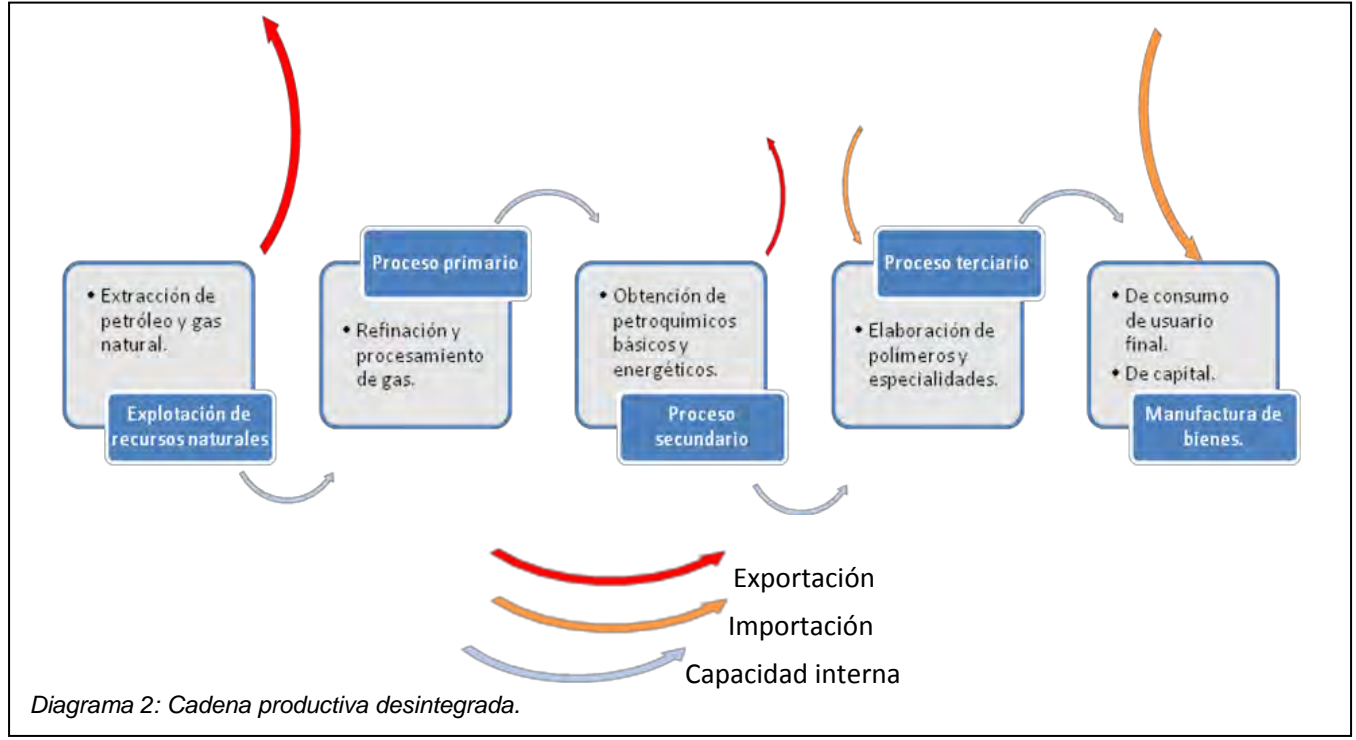 • Extracción de
petróleo y gas
natural.
Explotación de
recursos naturales
Proceso primario
• Refinación y
procesamiento
de gas.
• Obtención de
petroquímicos
básicos y
energéticos.
Proceso
secundario
Proceso terciario
• Elaboración de
polímeros y
especialidades.
• De consumo
de usuario
final.
• De capital.
Manufactura de
bienes.
Exportación
Importación
Capacidad interna
Diagrama 2: Cadena productiva desintegrada.